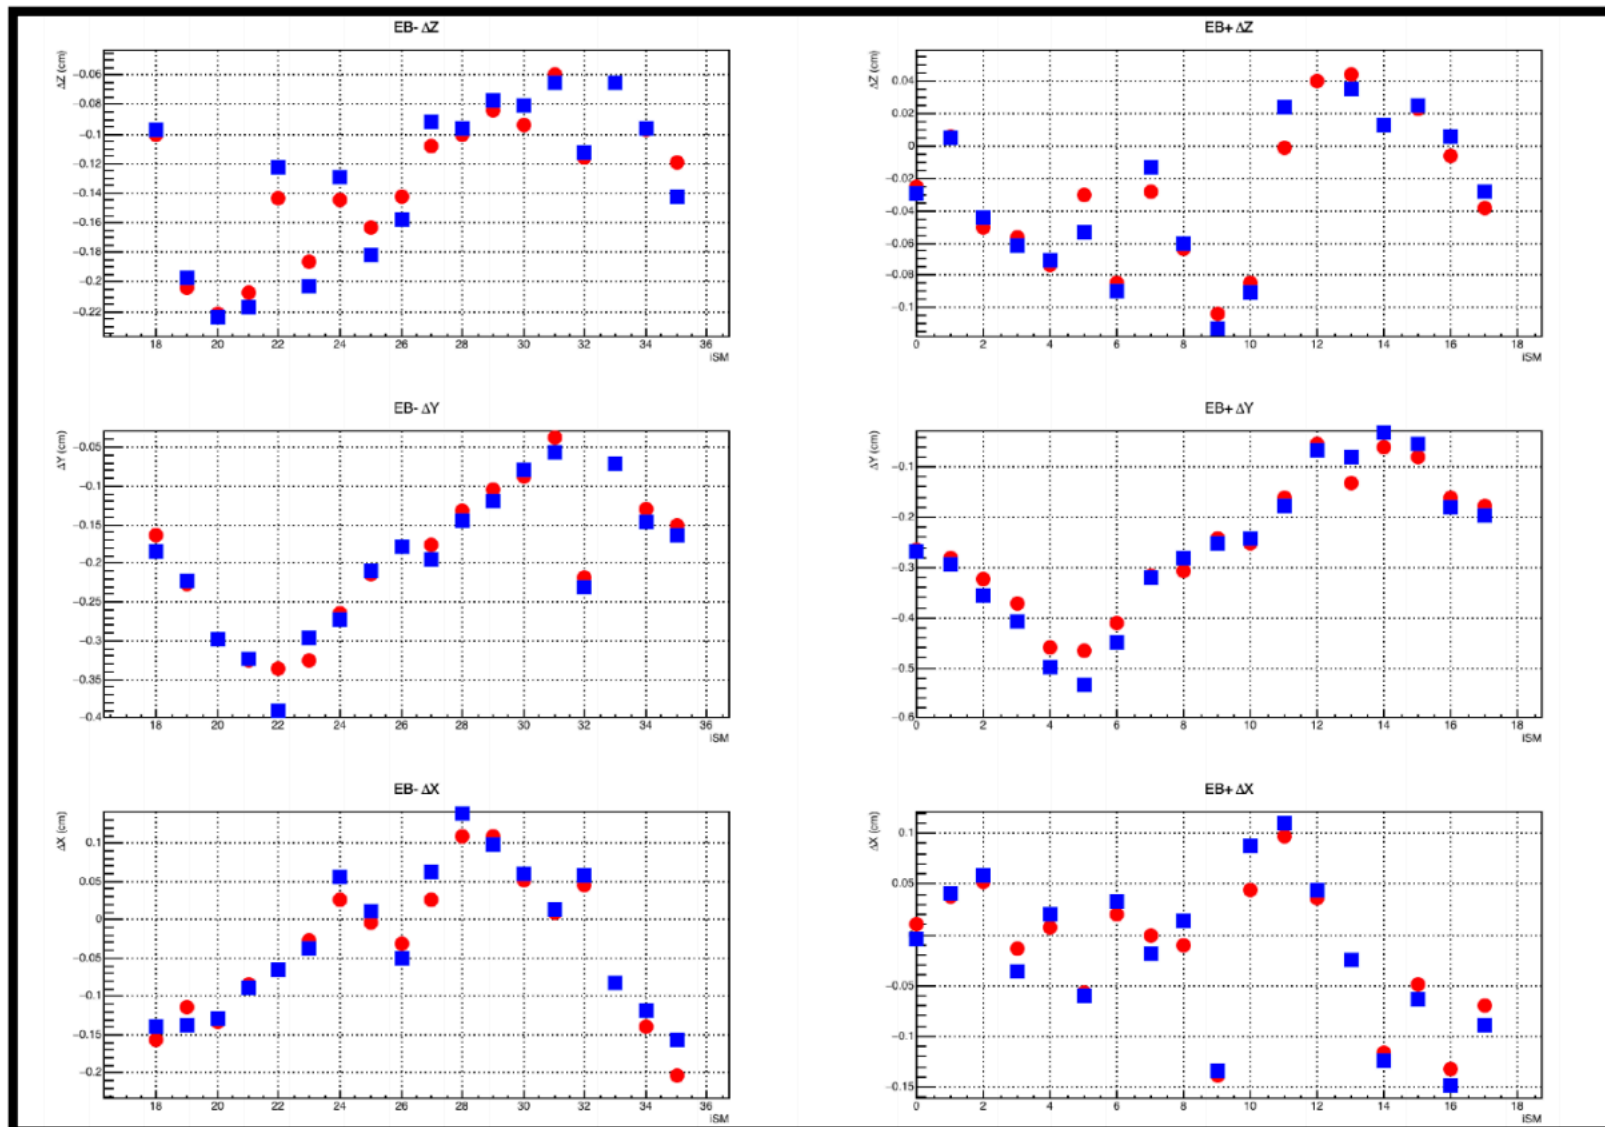 EB- ΔZ
ΔZ (cm)
−0.06
−0.08
−0.1
−0.12
−0.14
−0.16
−0.18
−0.2
−0.22
18 20 22 24 26 28 30 32 34 36
iSM
EB+ ΔZ
ΔZ (cm)
0.04
0.02
0
−0.02
−0.04
−0.06
−0.08
−0.1
0 2 4 6 8 10 12 14 16 18
iSM
EB- ΔY
ΔY (cm)
−0.05
−0.1
−0.15
−0.2
−0.25
−0.3
−0.35
−0.4
18 20 22 24 26 28 30 32 34 36
iSM
EB+ ΔY
ΔY (cm)
−0.1
−0.2
−0.3
−0.4
−0.5
−0.6
0 2 4 6 8 10 12 14 16 18
iSM
EB- ΔX
ΔX (cm)
0.1
0.05
0
−0.05
−0.1
−0.15
−0.2
18 20 22 24 26 28 30 32 34 36
iSM
EB+ ΔX
ΔX (cm)
0.1
0.05
0
−0.05
−0.1
−0.15
0 2 4 6 8 10 12 14 16 18
iSM